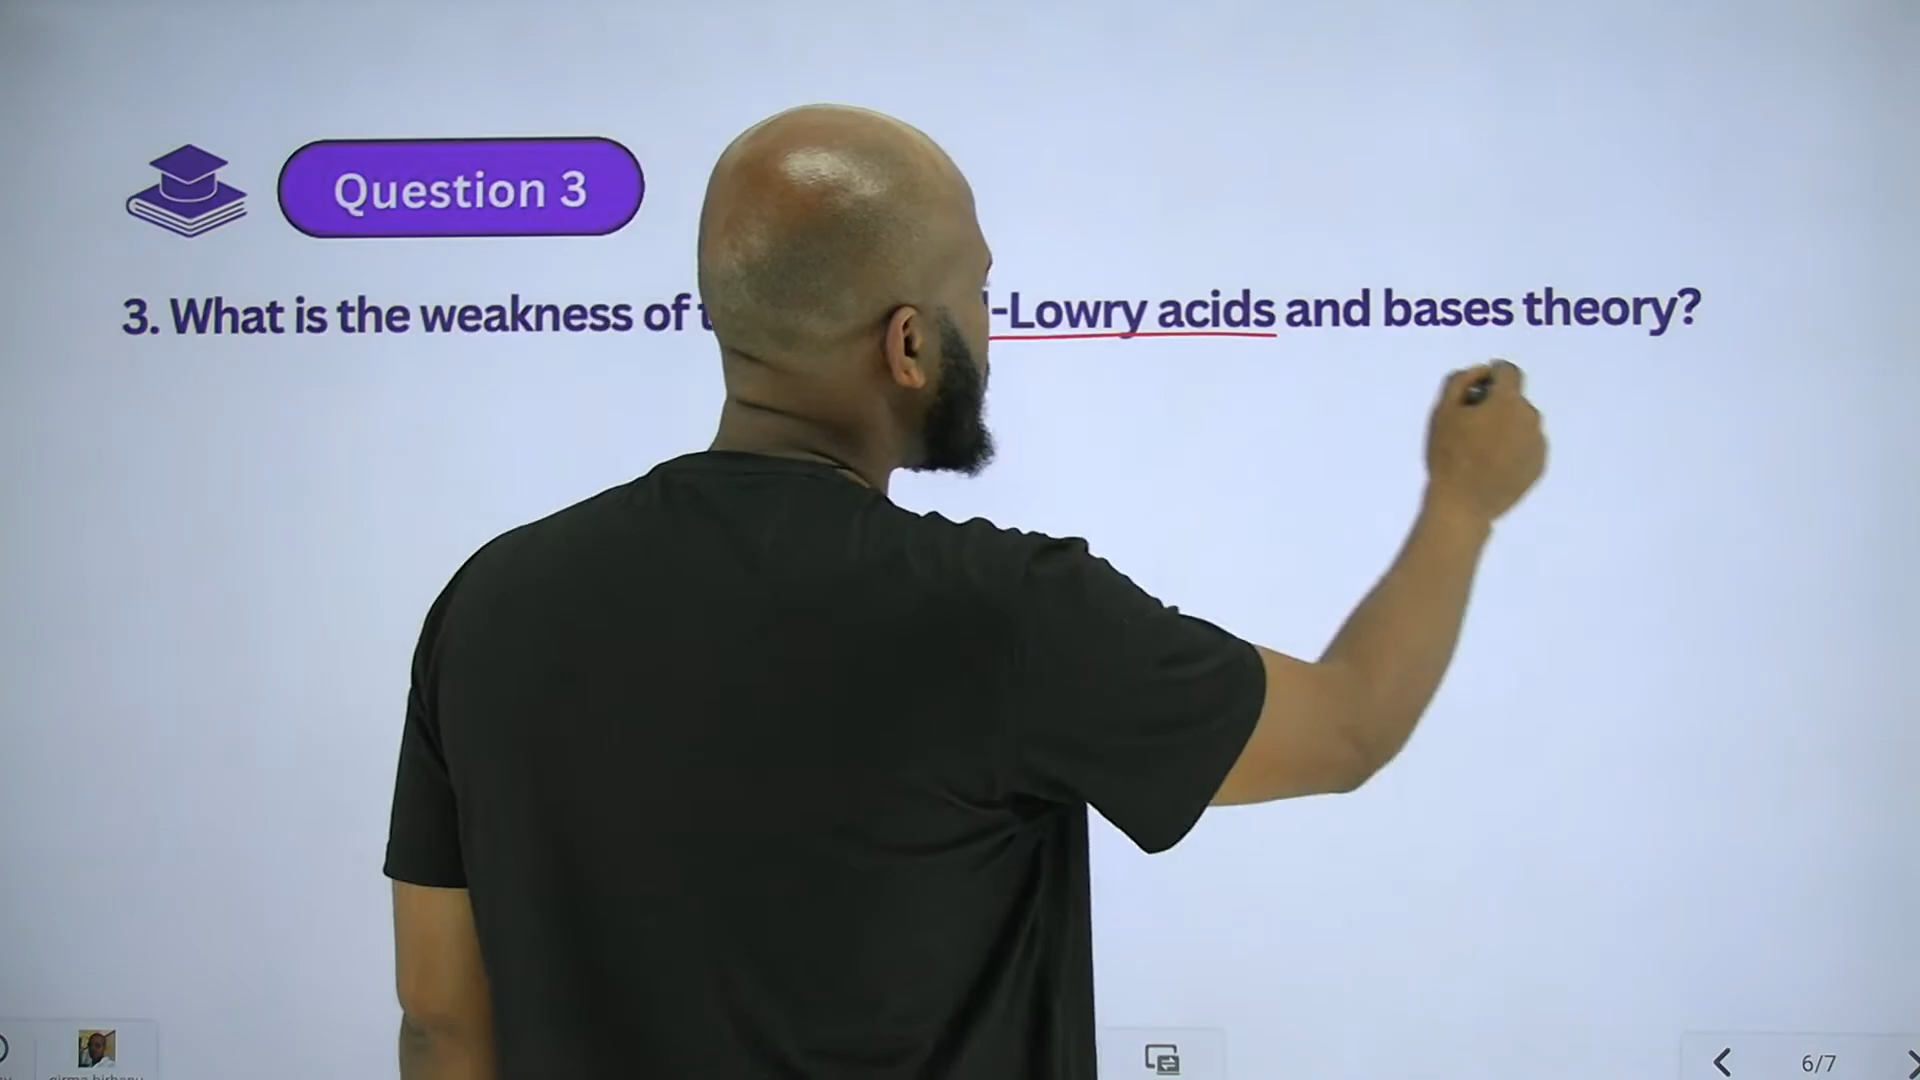 Question 3
3. What is the weakness of -Lowry acids and bases theory?
6/7